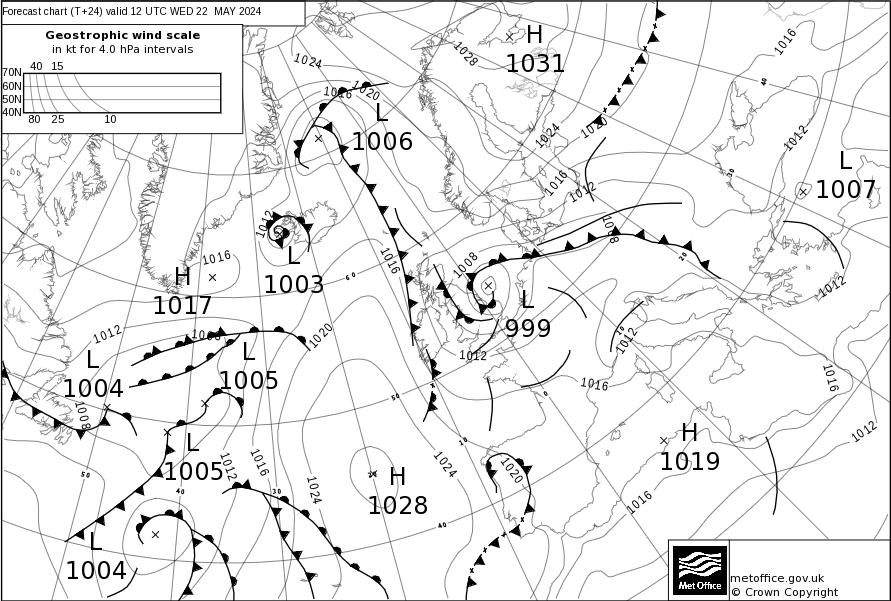 Forecast chart (T+24) valid 12 UTC WED 22 MAY 2024
Geostrophic wind scale
in kt for 4.0 hPa intervals
40 15
70N
60N
50N
40N
80 25 10
H
1031
1028
1024
1016
1020
L
1006
1016
40
1024
1020
1012
L
1007
30
1016
1012
1012
1008
L
1003
1016
H
1017
60
1016
1008
20
L
999
1012
1012
1008
1020
L
1004
L
1005
1012
10
1012
1016
1016
0
50
1008
L
1005
1012
1016
1024
H
1028
1024
10
1020
H
1019
1012
1016
50
40
30
40
L
1004
Met Office
metoffice.gov.uk
© Crown Copyright